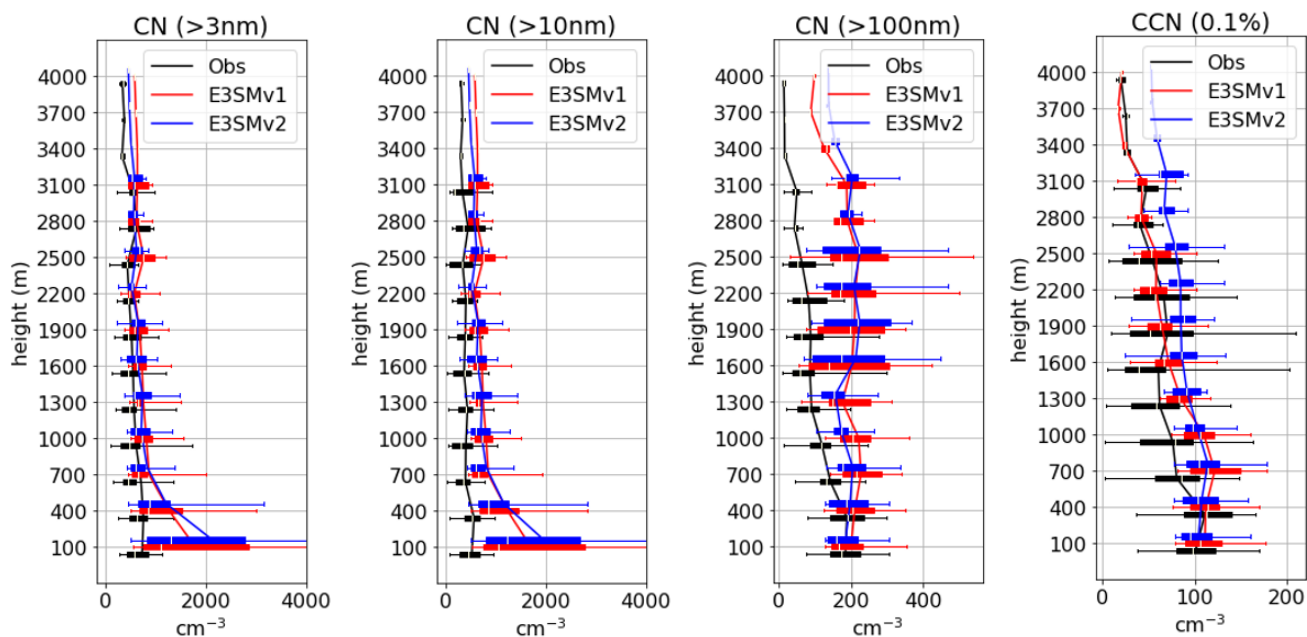 CN (>3nm)
Obs
E3SMv1
E3SMv2
4000
3700
3400
3100
2800
2500
2200
1900
1600
1300
1000
700
400
100
height (m)
0
2000
4000
cm⁻³
CN (>10nm)
Obs
E3SMv1
E3SMv2
4000
3700
3400
3100
2800
2500
2200
1900
1600
1300
1000
700
400
100
height (m)
0
2000
4000
cm⁻³
CN (>100nm)
Obs
E3SMv1
E3SMv2
4000
3700
3400
3100
2800
2500
2200
1900
1600
1300
1000
700
400
100
height (m)
0
200
400
cm⁻³
CCN (0.1%)
Obs
E3SMv1
E3SMv2
4000
3700
3400
3100
2800
2500
2200
1900
1600
1300
1000
700
400
100
height (m)
0
100
200
cm⁻³